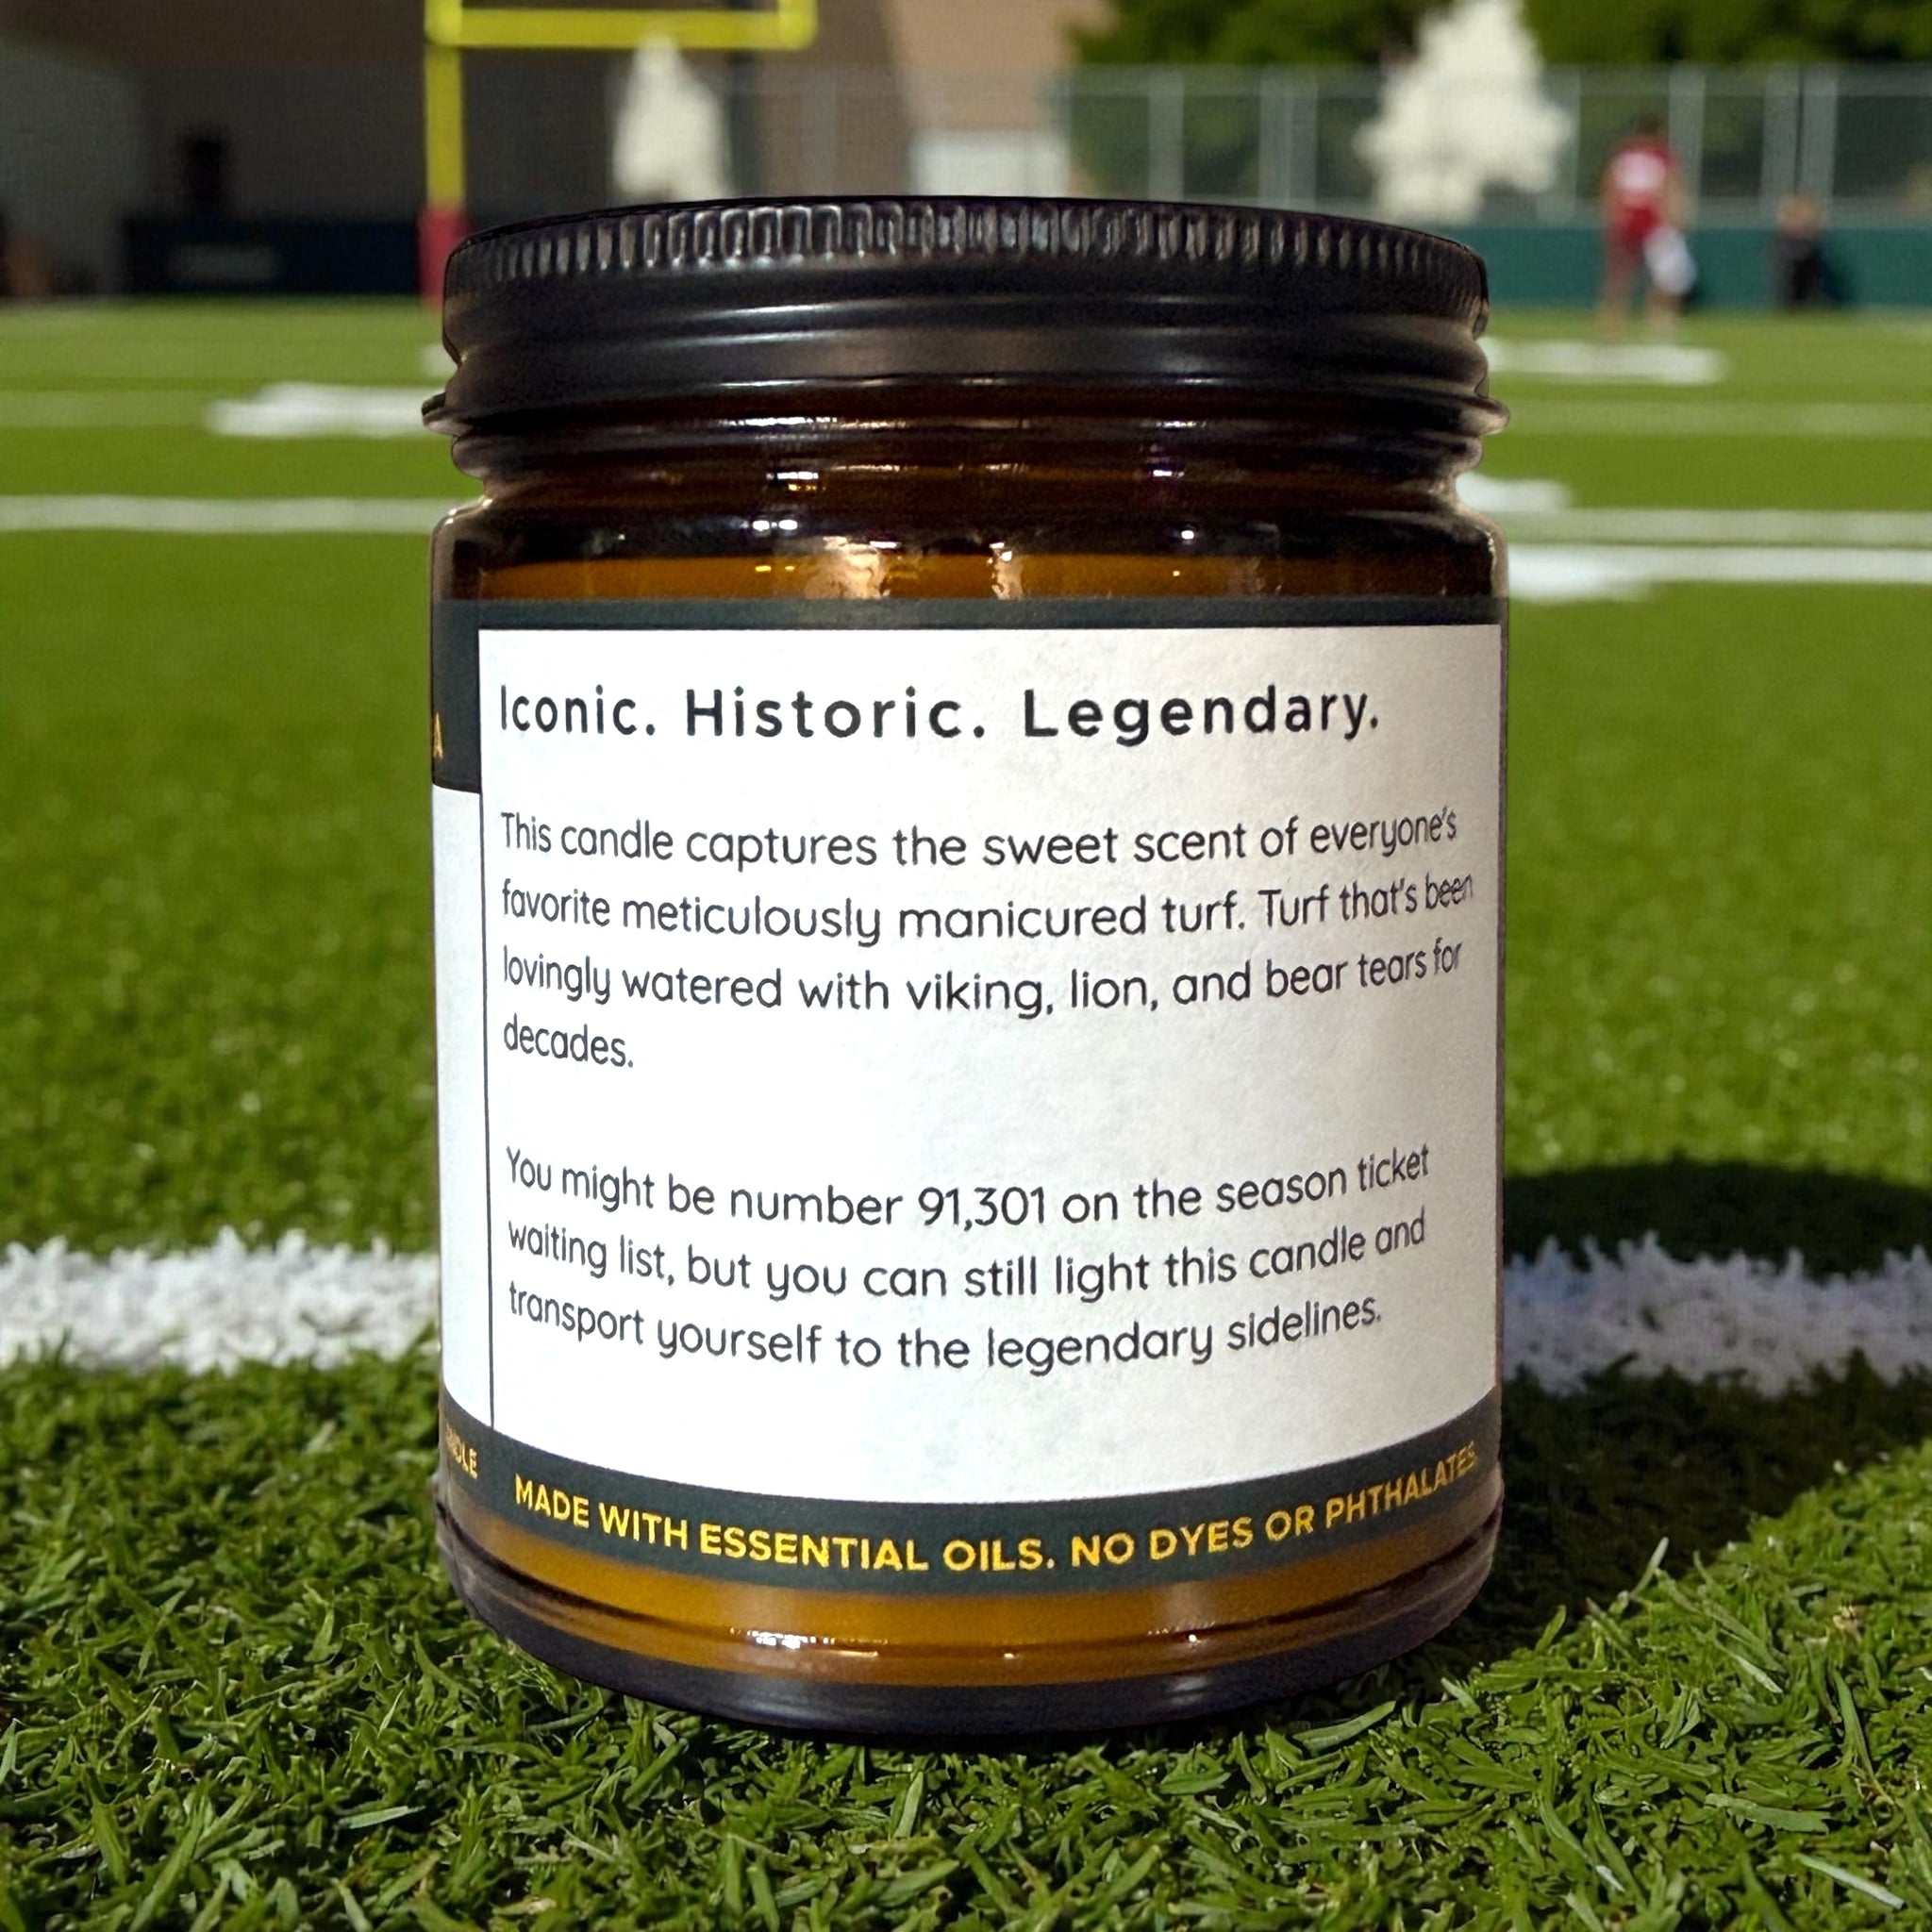 Iconic. Historic. Legendary.
This candle captures the sweet scent of everyone's
favorite meticulously manicured turf. Turf that's been
lovingly watered with viking, lion, and bear tears for
decades.
You might be number 91,301 on the season ticket
waiting list, but you can still light this candle and
transport yourself to the legendary sidelines.
MADE WITH ESSENTIAL OILS. NO DYES OR PHTHALATES